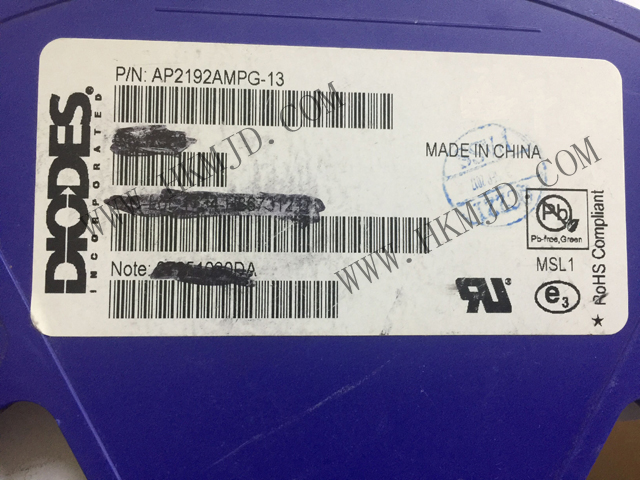 P/N: AP2192AMPG-13
DIODES®
INCORPORATED
MADE IN CHINA
Pb
Pb-free,Green
MSL1
e3
RoHS Compliant
Note:
WWW.HKMJD.COM
WWW.HKMJD.COM